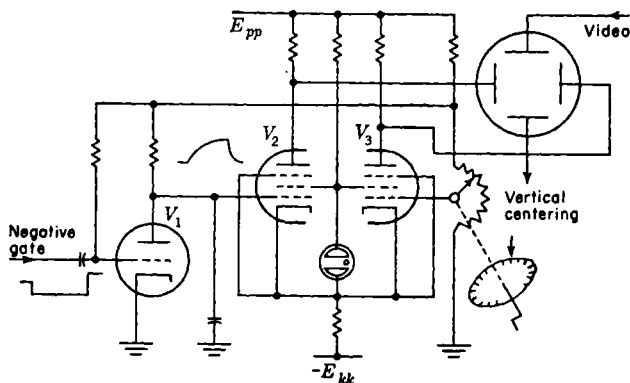 E_pp
Video
V_2
V_3
V_1
Negative
gate
Vertical
centering
-E_kk